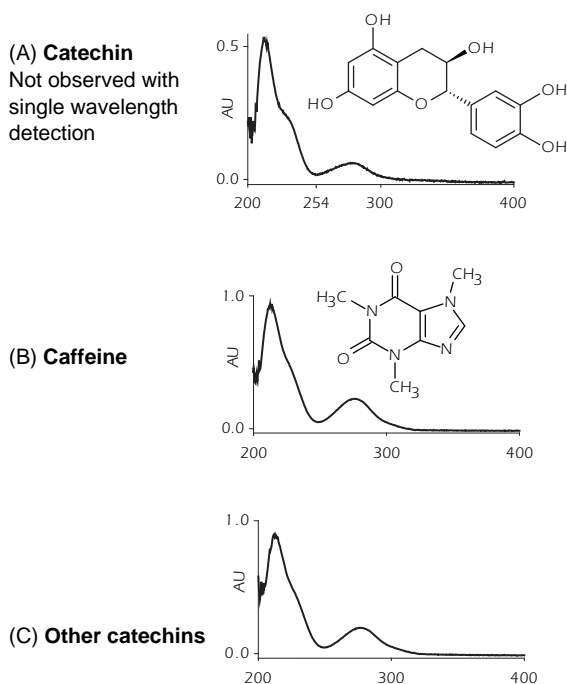 (A) Catechin
Not observed with
single wavelength
detection
0.5
AU
0.0
200 254 300 400
OH
OH
HO
O
OH
OH
(B) Caffeine
1.0
AU
0.0
200 300 400
O
CH3
H3C
N
N
O
N
N
CH3
(C) Other catechins
1.0
AU
0.0
200 300 400